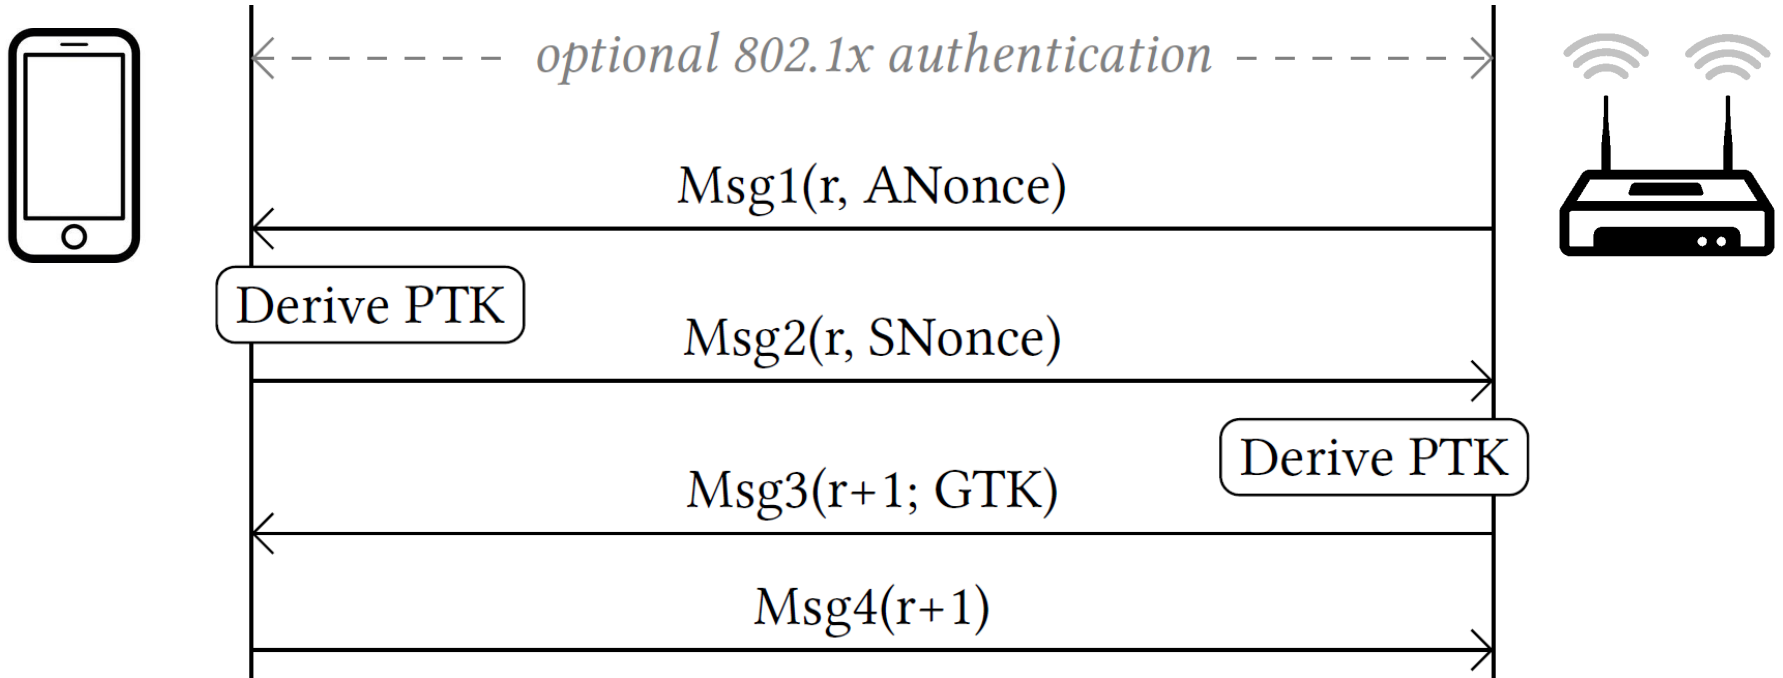 optional 802.1x authentication
Msg1(r, ANonce)
Derive PTK
Msg2(r, SNonce)
Derive PTK
Msg3(r+1; GTK)
Msg4(r+1)